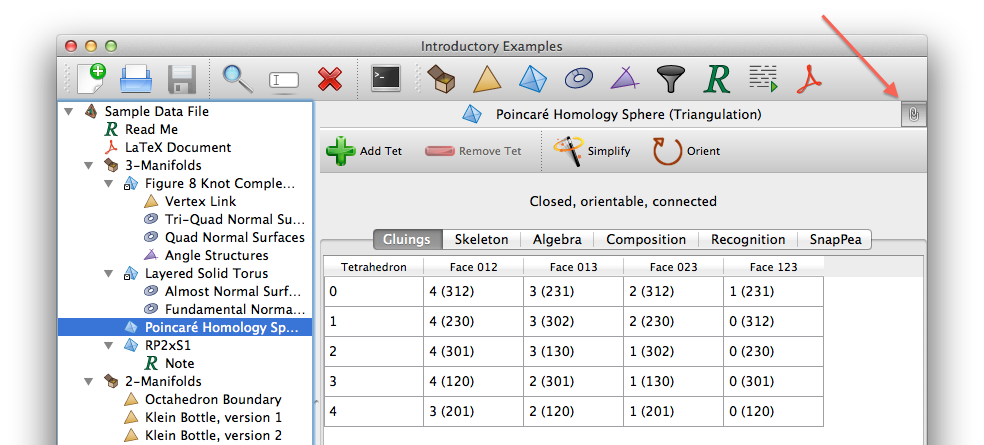 Introductory Examples
Sample Data File
Read Me
LaTeX Document
3-Manifolds
Figure 8 Knot Comple...
Vertex Link
Tri-Quad Normal Su...
Quad Normal Surfaces
Angle Structures
Layered Solid Torus
Almost Normal Surf...
Fundamental Norma...
Poincaré Homology Sp...
RP2xS1
Note
2-Manifolds
Octahedron Boundary
Klein Bottle, version 1
Klein Bottle, version 2
Poincaré Homology Sphere (Triangulation)
Add Tet Remove Tet Simplify Orient
Closed, orientable, connected
Gluings Skeleton Algebra Composition Recognition SnapPea
Tetrahedron Face 012 Face 013 Face 023 Face 123
0 4 (312) 3 (231) 2 (312) 1 (231)
1 4 (230) 3 (302) 2 (230) 0 (312)
2 4 (301) 3 (130) 1 (302) 0 (230)
3 4 (120) 2 (301) 1 (130) 0 (301)
4 3 (201) 2 (120) 1 (201) 0 (120)